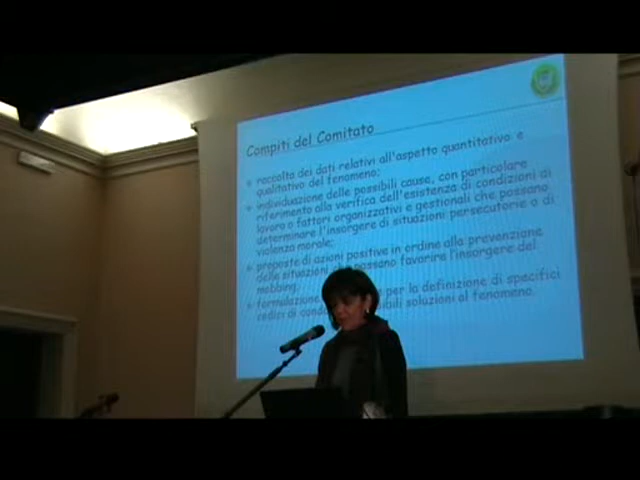 Compiti del Comitato
raccolta dei dati relativi all'aspetto quantitativo e
qualitativo del fenomeno;
individuazione delle possibili cause, con particolare
riferimento alla verifica dell'esistenza di condizioni di
lavoro o fattori organizzativi e gestionali che possano
determinare l'insorgere di situazioni persecutorie o di
violenza morale;
proposte di azioni positive in ordine alla prevenzione
delle situazioni che possano favorire l'insorgere del
mobbing.
formulazione per la definizione di specifici
codici di soluzioni al fenomeno.